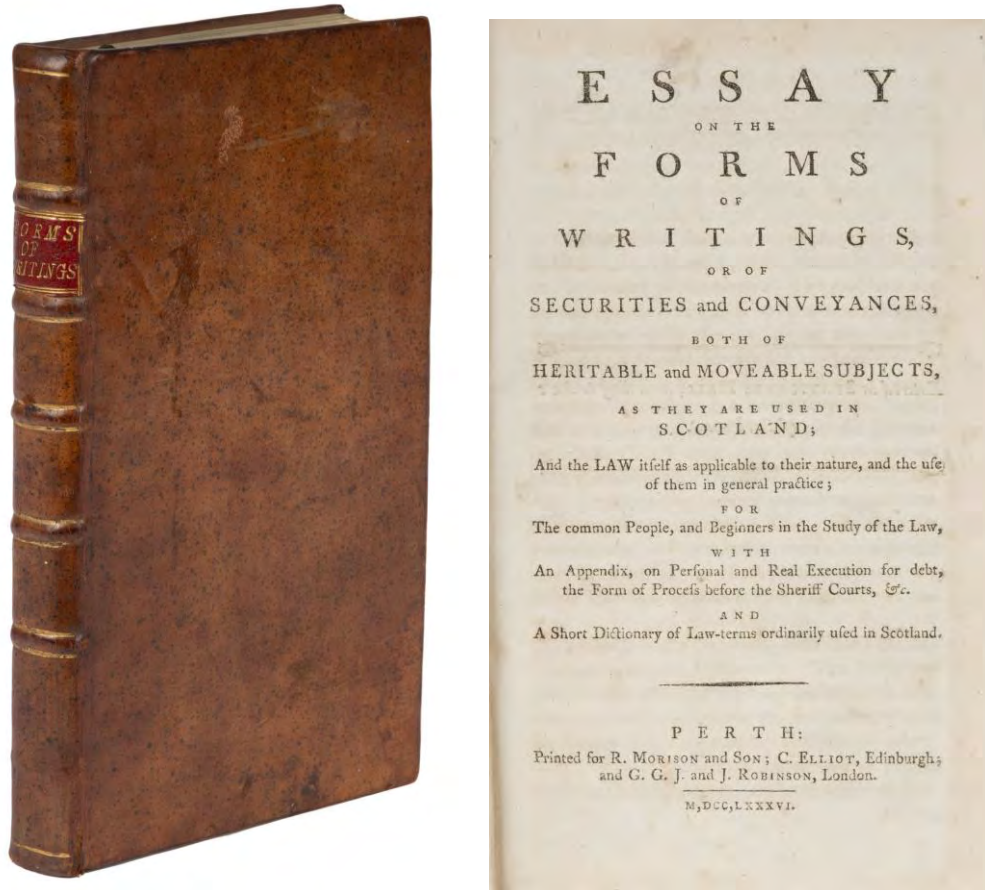 ORMS
OF
RITINGS
ESSAY
ON THE
FORMS
OF
WRITINGS,
OR OF
SECURITIES and CONVEYANCES,
BOTH OF
HERITABLE and MOVEABLE SUBJECTS,
AS THEY ARE USED IN
SCOTLAND;
And the LAW itſelf as applicable to their nature, and the uſe
of them in general practice;
FOR
The common People, and Beginners in the Study of the Law,
WITH
An Appendix, on Perſonal and Real Execution for debt,
the Form of Proceſs before the Sheriff Courts, &c.
AND
A Short Dictionary of Law-terms ordinarily uſed in Scotland.
PERTH:
Printed for R. MORISON and SON; C. ELLIOT, Edinburgh;
and G. G. J. and J. ROBINSON, London.
M,DCC,LXXXVI.